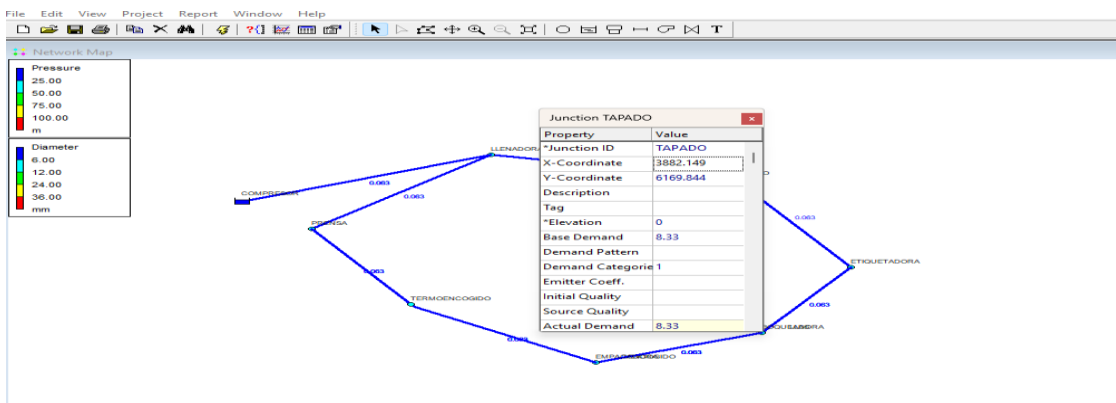 File Edit View Project Report Window Help
T
Network Map
Pressure
25.00
50.00
75.00
100.00
m
Diameter
6.00
12.00
24.00
36.00
mm
Junction TAPADO
Property Value
*Junction ID TAPADO
X-Coordinate 3882.149
Y-Coordinate 6169.844
Description
Tag
*Elevation 0
Base Demand 8.33
Demand Pattern
Demand Categorie 1
Emitter Coeff.
Initial Quality
Source Quality
Actual Demand 8.33
LLENADORA
0.063
0.063
PRENSA
0.063
0.063
ETIQUETADORA
TERMOENCOGIDO
0.063
0.063